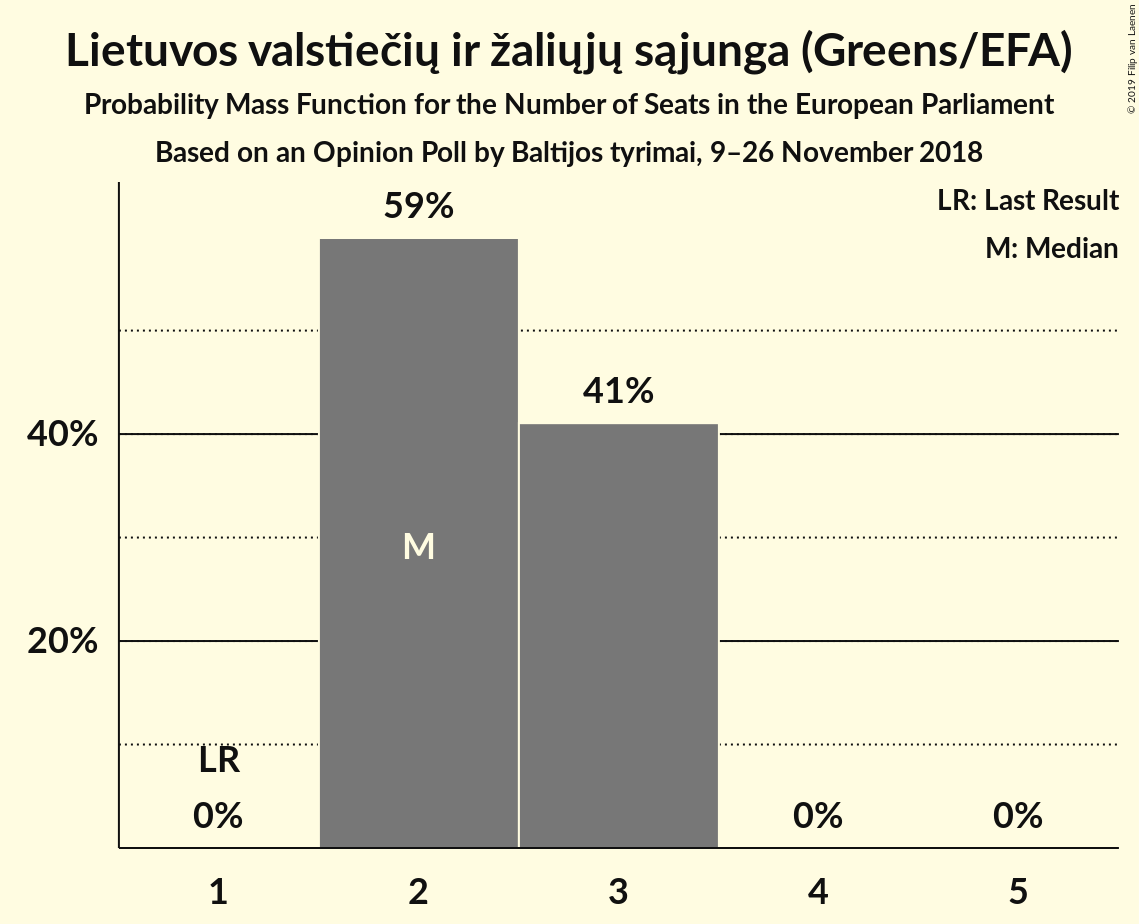 Lietuvos valstiečių ir žaliųjų sąjunga (Greens/EFA)
Probability Mass Function for the Number of Seats in the European Parliament
Based on an Opinion Poll by Baltijos tyrimai, 9–26 November 2018
© 2019 Filip van Laenen
LR: Last Result
M: Median
59%
41%
40%
M
20%
LR
0%
0%
0%
1
2
3
4
5